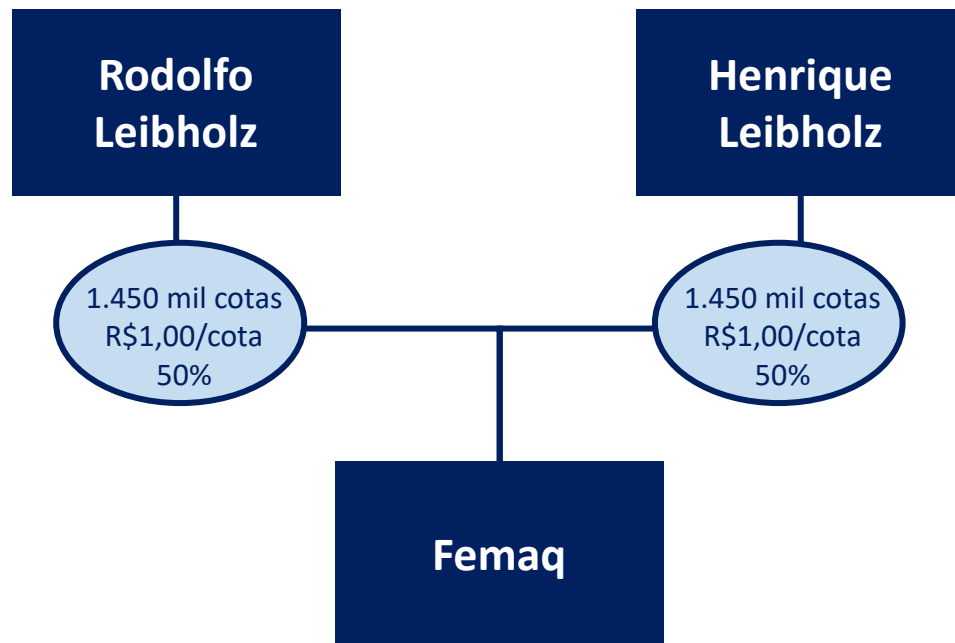 Rodolfo
Leibholz
Henrique
Leibholz
1.450 mil cotas
R$1,00/cota
50%
1.450 mil cotas
R$1,00/cota
50%
Femaq